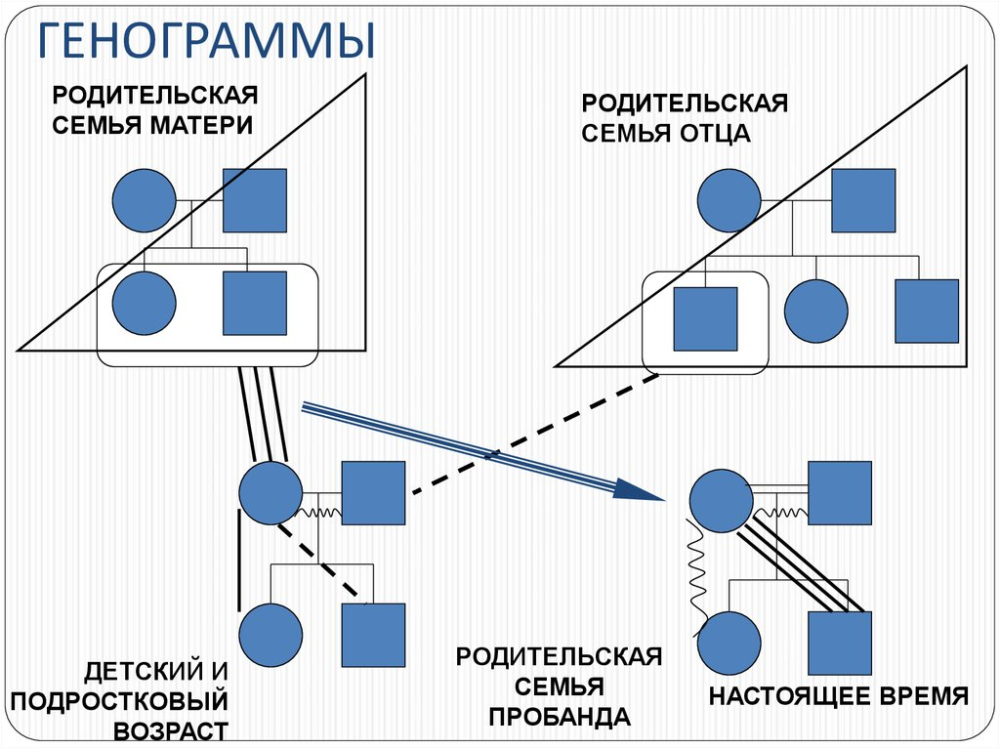 ГЕНОГРАММЫ
РОДИТЕЛЬСКАЯ
СЕМЬЯ МАТЕРИ
РОДИТЕЛЬСКАЯ
СЕМЬЯ ОТЦА
ДЕТСКИЙ И
ПОДРОСТКОВЫЙ
ВОЗРАСТ
РОДИТЕЛЬСКАЯ
СЕМЬЯ
ПРОБАНДА
НАСТОЯЩЕЕ ВРЕМЯ